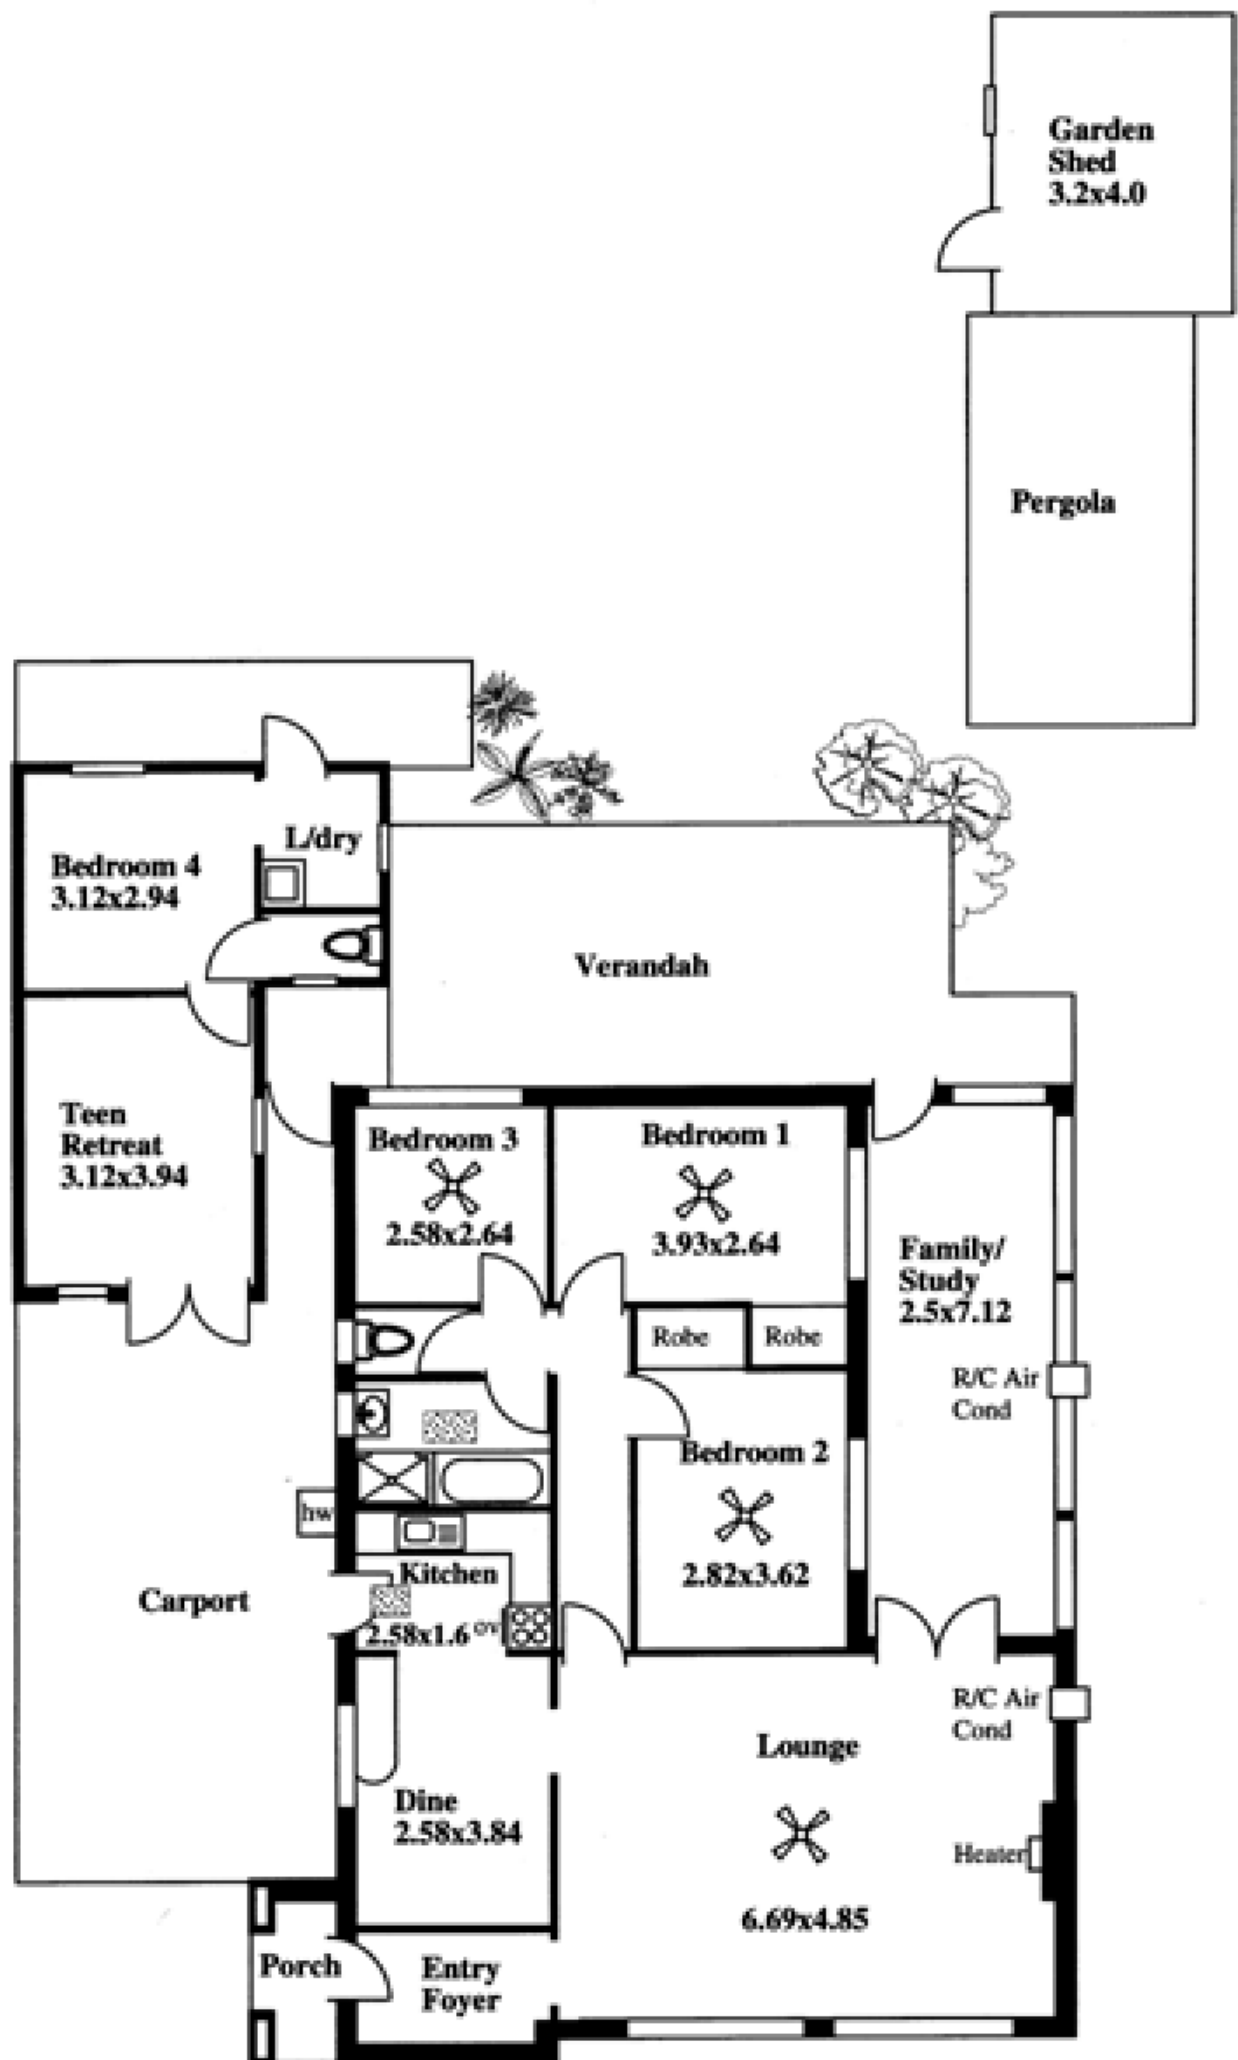 Garden
Shed
3.2x4.0
Pergola
L/dry
Bedroom 4
3.12x2.94
Verandah
Teen
Retreat
3.12x3.94
Bedroom 3
2.58x2.64
Bedroom 1
3.93x2.64
Family/
Study
2.5x7.12
Robe
Robe
R/C Air
Cond
Bedroom 2
2.82x3.62
hw
Kitchen
2.58x1.6
Carport
R/C Air
Cond
Lounge
6.69x4.85
Dine
2.58x3.84
Heater
Porch
Entry
Foyer